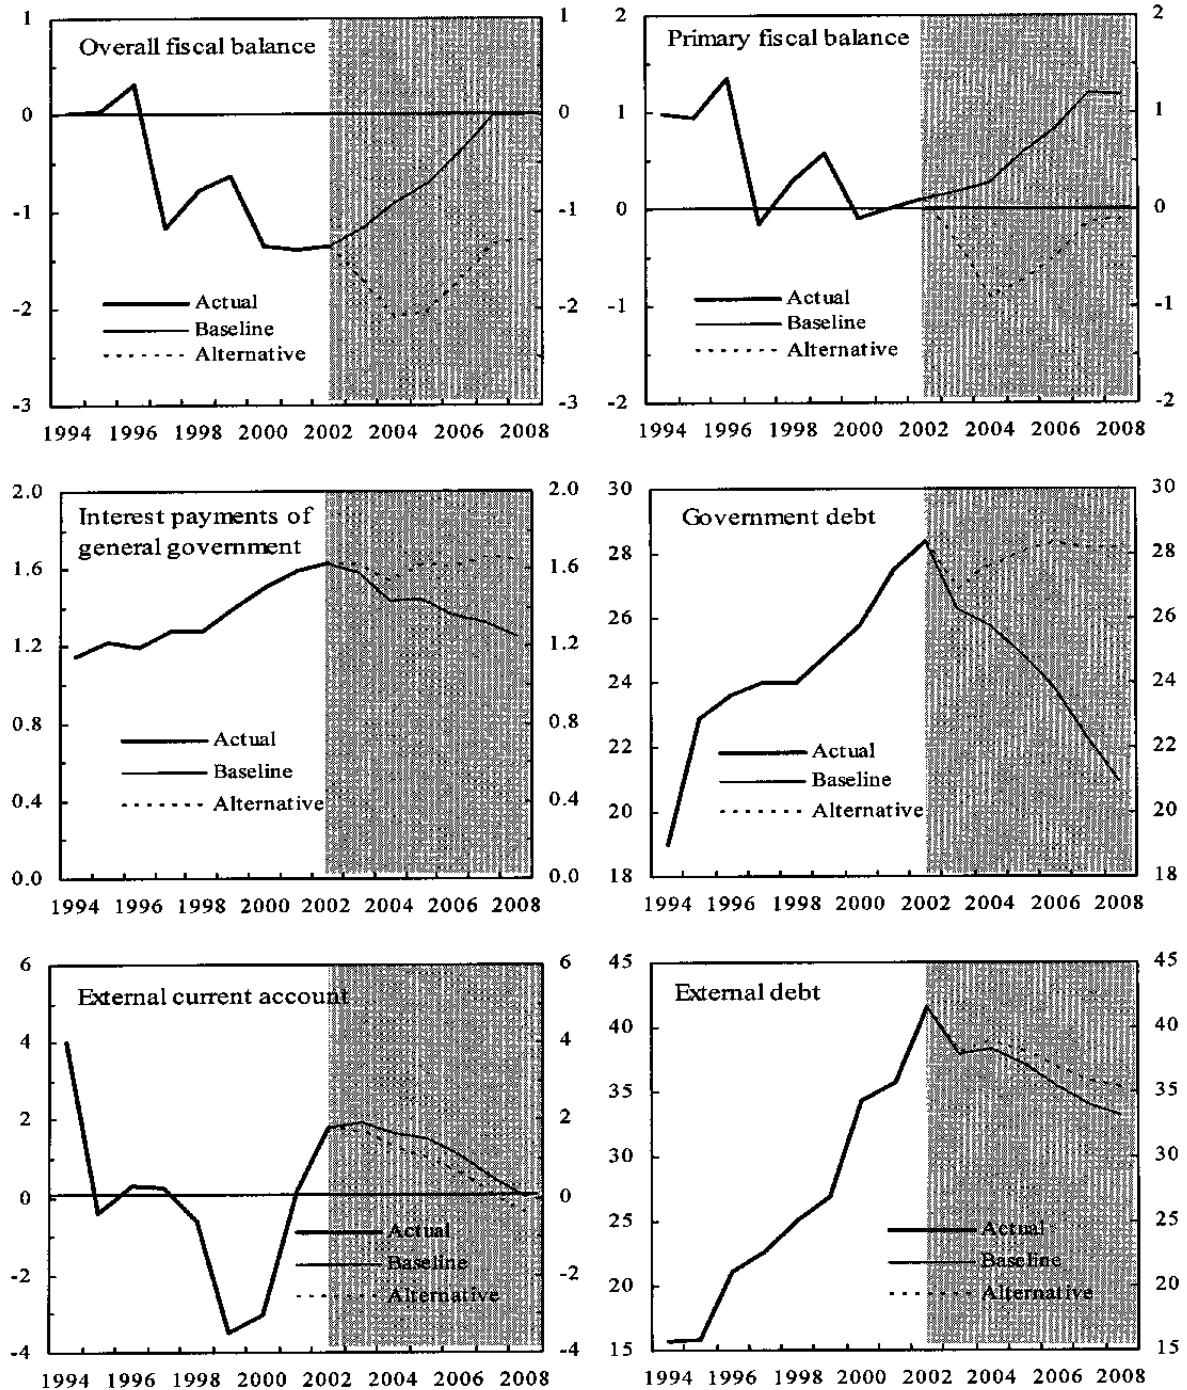 1
1
Overall fiscal balance
0
0
-1
-1
Actual
-2
Baseline
-2
Alternative
-3
-3
1994 1996 1998 2000 2002 2004 2006 2008
2
2
Primary fiscal balance
1
1
0
0
Actual
-1
-1
Baseline
Alternative
-2
-2
1994 1996 1998 2000 2002 2004 2006 2008
2.0
2.0
Interest payments of
general government
1.6
1.6
1.2
1.2
0.8
0.8
Actual
Baseline
0.4
Alternative
0.4
0.0
0.0
1994 1996 1998 2000 2002 2004 2006 2008
30
30
Government debt
28
28
26
26
24
24
22
22
Actual
Baseline
20
Alternative
20
18
18
1994 1996 1998 2000 2002 2004 2006 2008
6
6
External current account
4
4
2
2
0
0
Actual
Baseline
-2
-2
Alternative
-4
-4
1994 1996 1998 2000 2002 2004 2006 2008
45
45
External debt
40
40
35
35
30
30
25
25
Actual
Baseline
20
Alternative
20
15
15
1994 1996 1998 2000 2002 2004 2006 2008